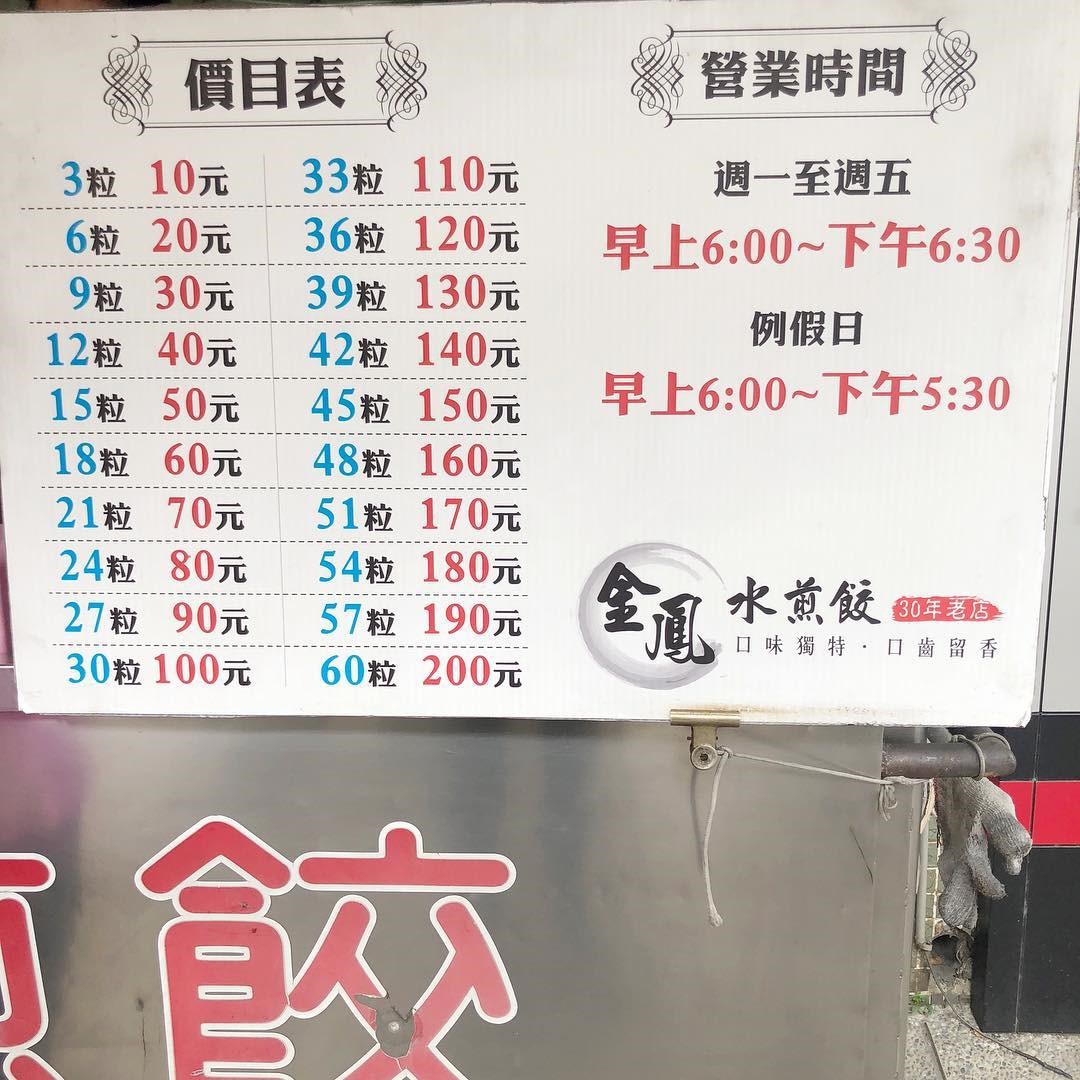 價目表
3粒 10元
6粒 20元
9粒 30元
12粒 40元
15粒 50元
18粒 60元
21粒 70元
24粒 80元
27粒 90元
30粒 100元
33粒 110元
36粒 120元
39粒 130元
42粒 140元
45粒 150元
48粒 160元
51粒 170元
54粒 180元
57粒 190元
60粒 200元
營業時間
週一至週五
早上6:00~下午6:30
例假日
早上6:00~下午5:30
金鳳
水煎餃 30年老店
口味獨特·口齒留香
餃